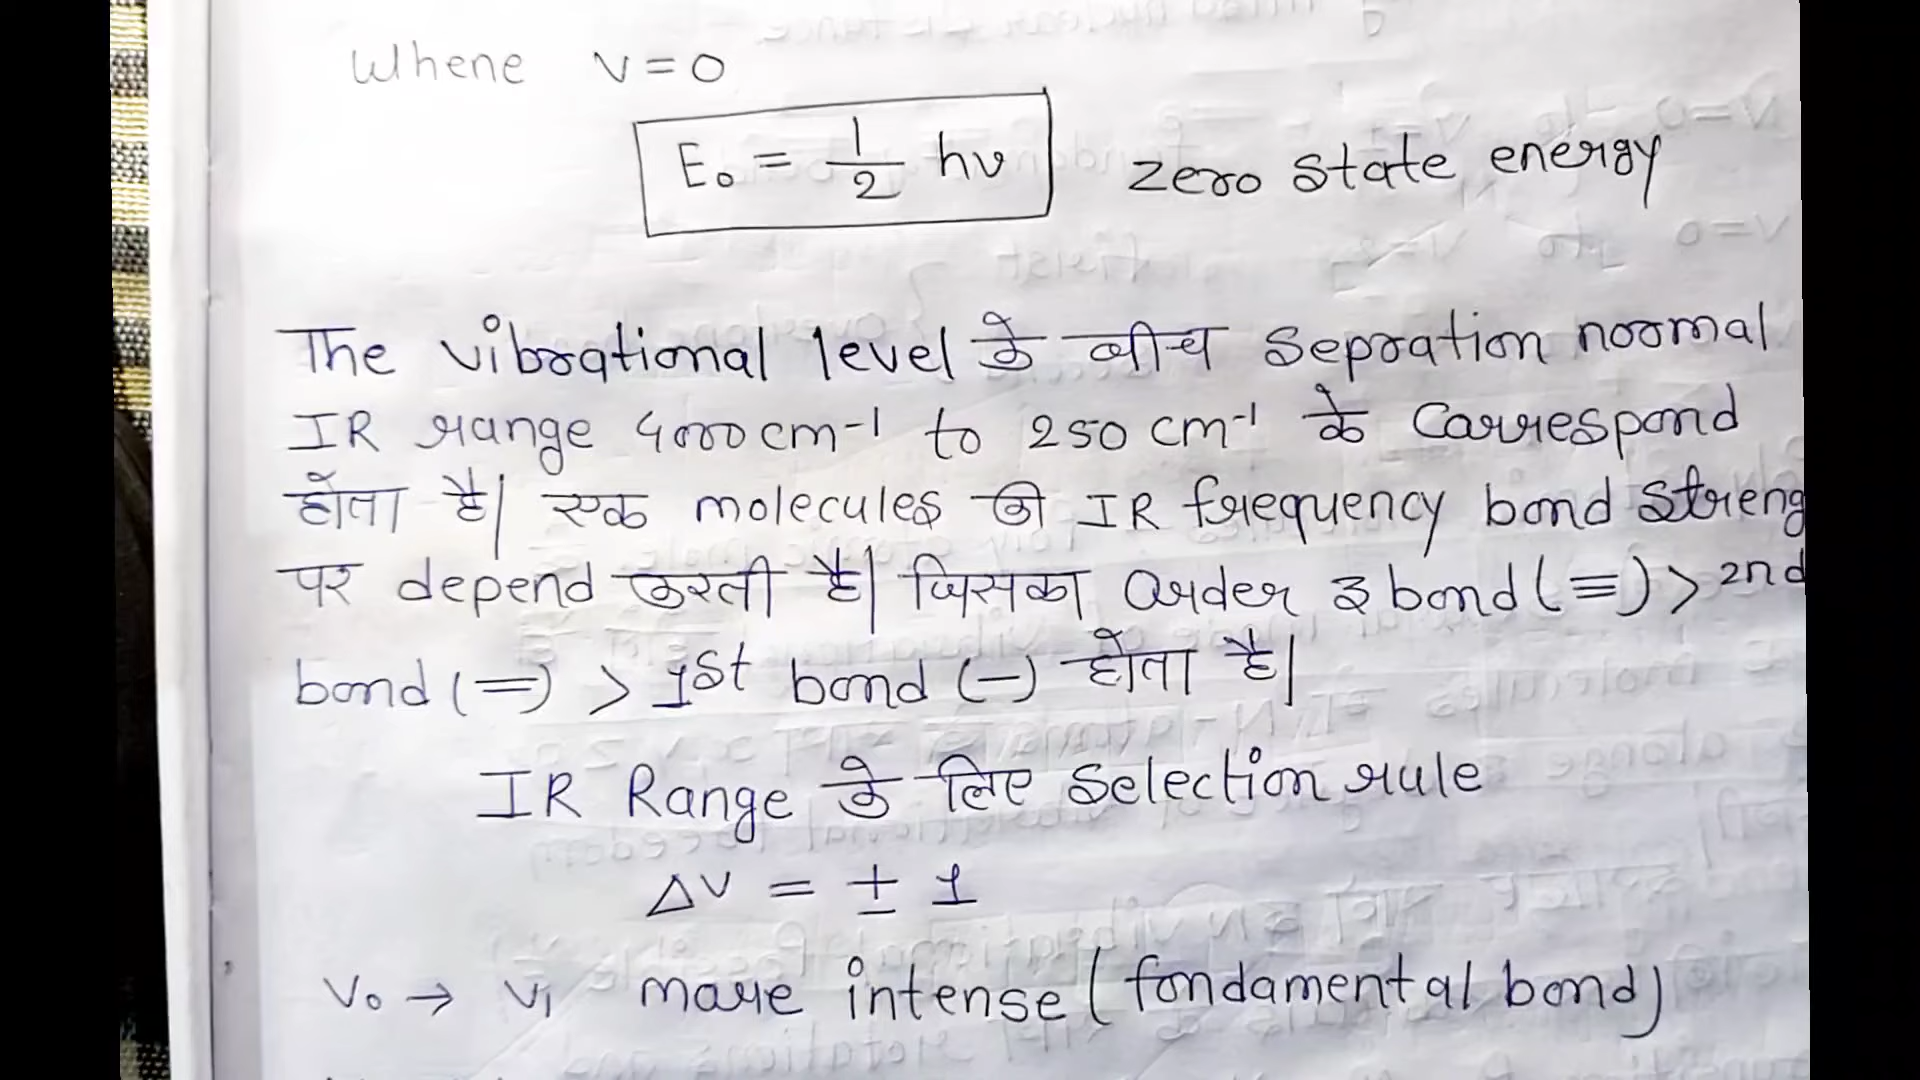 Where v=0
E₀ = 1/2 hν zero state energy
The vibrational level के बीच sepration normal
IR range 4000 cm⁻¹ to 250 cm⁻¹ के Correspond
होता है| एक molecules की IR frequency bond streng
पर depend करती है| जिसका Order 3 bond (≡) > 2nd
bond (=) > 1st bond (-) होता है|
IR Range के लिए Selection rule
ΔV = ± 1
V₀ → V₁ more intense (fondamental bond)